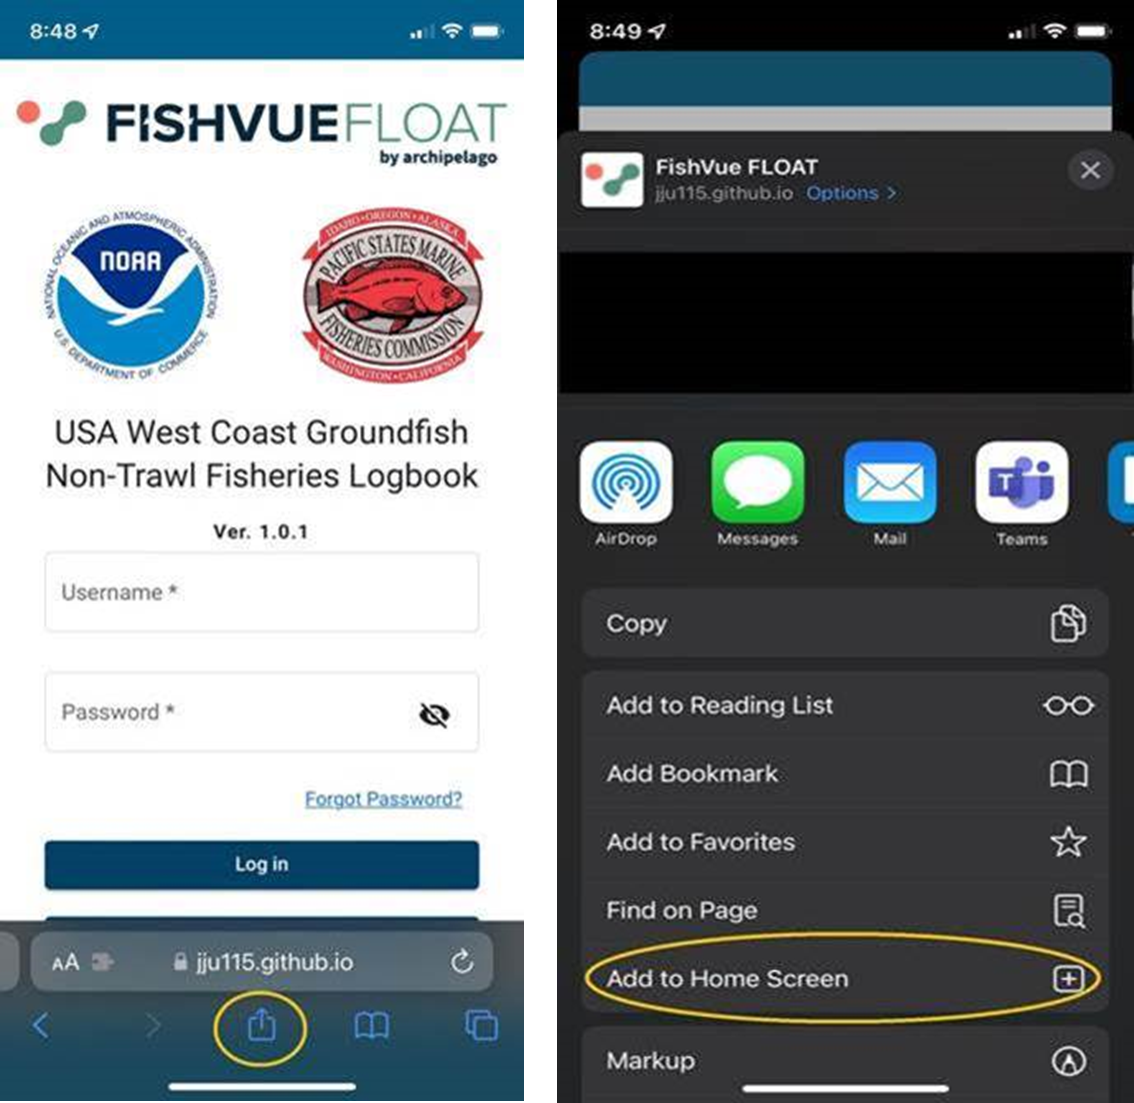 8:48
FISHVUEFLOAT
by archipelago
NATIONAL OCEANIC AND ATMOSPHERIC ADMINISTRATION
NOAA
U.S. DEPARTMENT OF COMMERCE
IDAHO•OREGON•ALASKA
PACIFIC STATES MARINE
FISHERIES COMMISSION
WASHINGTON•CALIFORNIA
USA West Coast Groundfish
Non-Trawl Fisheries Logbook
Ver. 1.0.1
Username *
Password *
Forgot Password?
Log in
AA
jju115.github.io
8:49
FishVue FLOAT
jju115.github.io Options >
AirDrop
Messages
Mail
T
Teams
Copy
Add to Reading List
Add Bookmark
Add to Favorites
Find on Page
Add to Home Screen
Markup